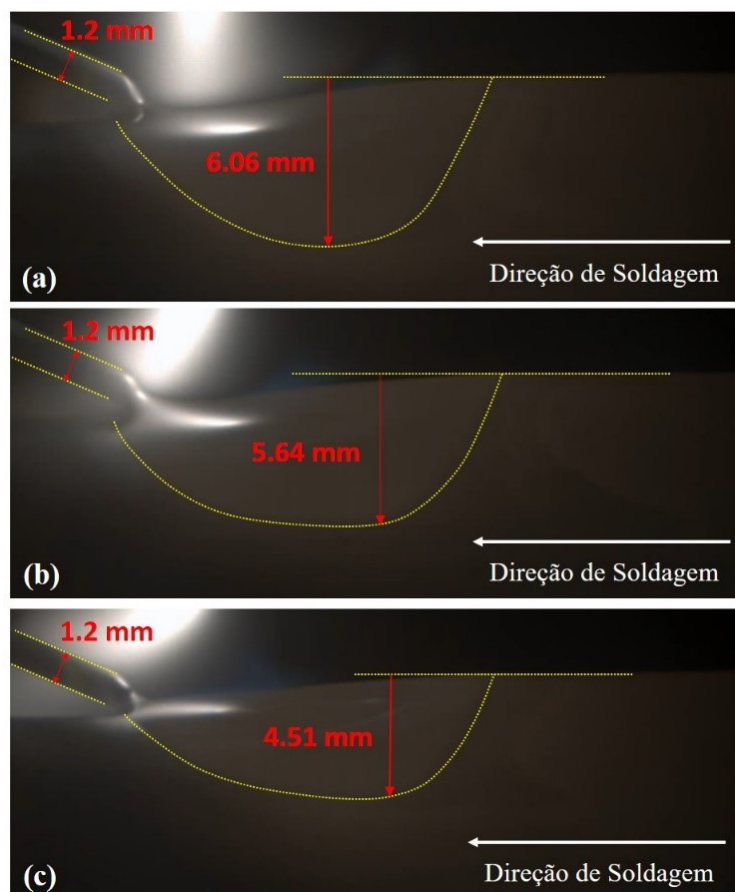 1.2 mm
6.06 mm
Direção de Soldagem
(a)
1.2 mm
5.64 mm
Direção de Soldagem
(b)
1.2 mm
4.51 mm
Direção de Soldagem
(c)